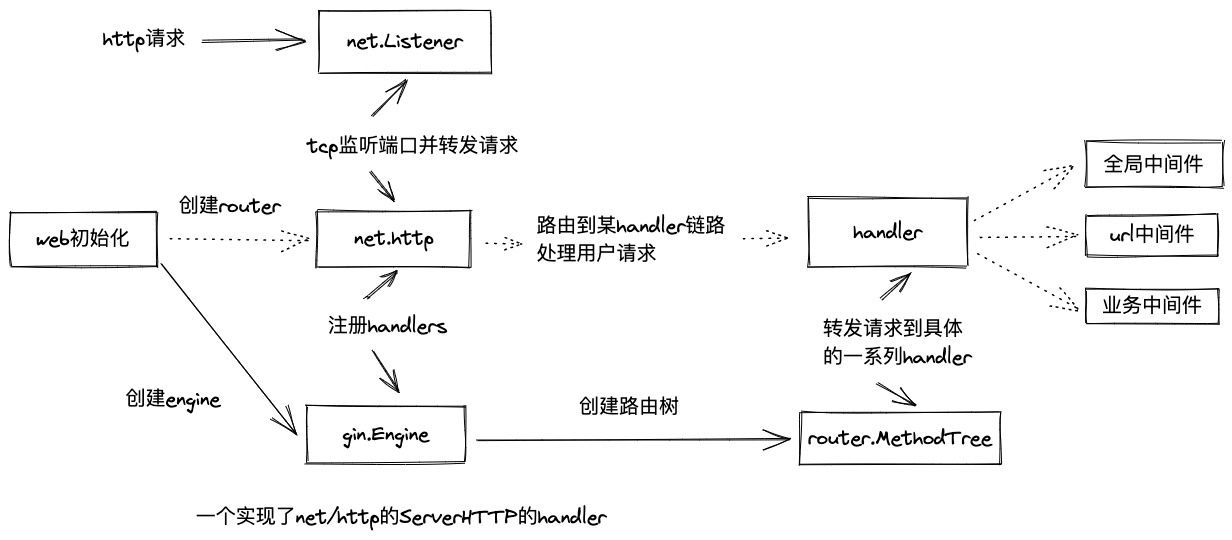 http请求
net.Listener
tcp监听端口并转发请求
创建router
web初始化
net.http
路由到某handler链路
处理用户请求
handler
全局中间件
url中间件
业务中间件
注册handlers
转发请求到具体
的一系列handler
创建engine
gin.Engine
创建路由树
router.MethodTree
一个实现了net/http的ServerHTTP的handler